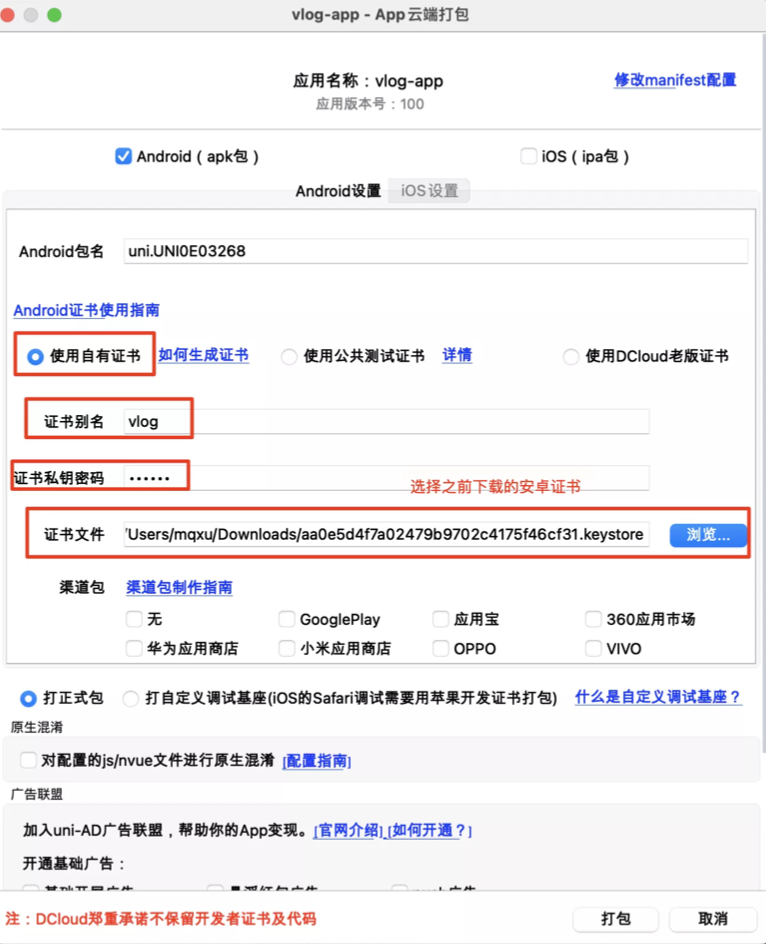 vlog-app - App云端打包
应用名称：vlog-app
修改manifest配置
应用版本号：100
Android（apk包）
iOS（ipa包）
Android设置
iOS设置
Android包名
uni.UNI0E03268
Android证书使用指南
使用自有证书
如何生成证书
使用公共测试证书
详情
使用DCloud老版证书
证书别名
vlog
证书私钥密码
••••••
选择之前下载的安卓证书
证书文件
/Users/mqxu/Downloads/aa0e5d4f7a02479b9702c4175f46cf31.keystore
浏览...
渠道包
渠道包制作指南
无
GooglePlay
应用宝
360应用市场
华为应用商店
小米应用商店
OPPO
VIVO
打正式包
打自定义调试基座(iOS的Safari调试需要用苹果开发证书打包)
什么是自定义调试基座？
原生混淆
对配置的js/nvue文件进行原生混淆 [配置指南]
广告联盟
加入uni-AD广告联盟，帮助你的App变现。[官网介绍] [如何开通？]
开通基础广告：
注：DCloud郑重承诺不保留开发者证书及代码
打包
取消